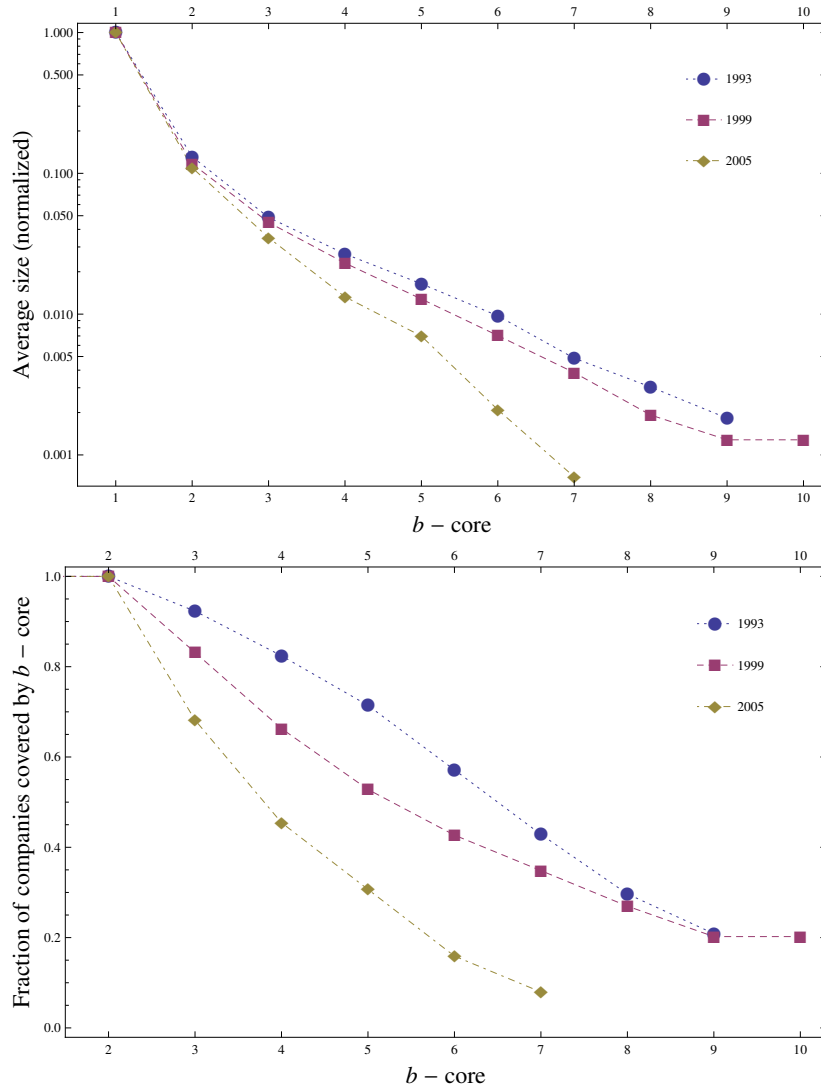 1 2 3 4 5 6 7 8 9 10
1.000
0.500
0.100
0.050
0.010
0.005
0.001
Average size (normalized)
1993
1999
2005
1 2 3 4 5 6 7 8 9 10
b – core
2 3 4 5 6 7 8 9 10
1.0
0.8
0.6
0.4
0.2
0.0
Fraction of companies covered by b – core
1993
1999
2005
2 3 4 5 6 7 8 9 10
b – core